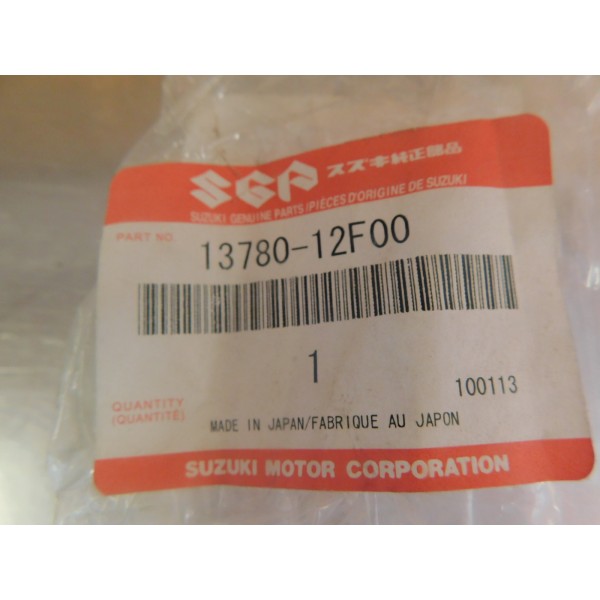 SGP スズキ純正部品
SUZUKI GENUINE PARTS/PIÈCES D'ORIGINE DE SUZUKI
PART NO. 13780-12F00
1
100113
QUANTITY
(QUANTITÉ)
MADE IN JAPAN/FABRIQUE AU JAPON
SUZUKI MOTOR CORPORATION